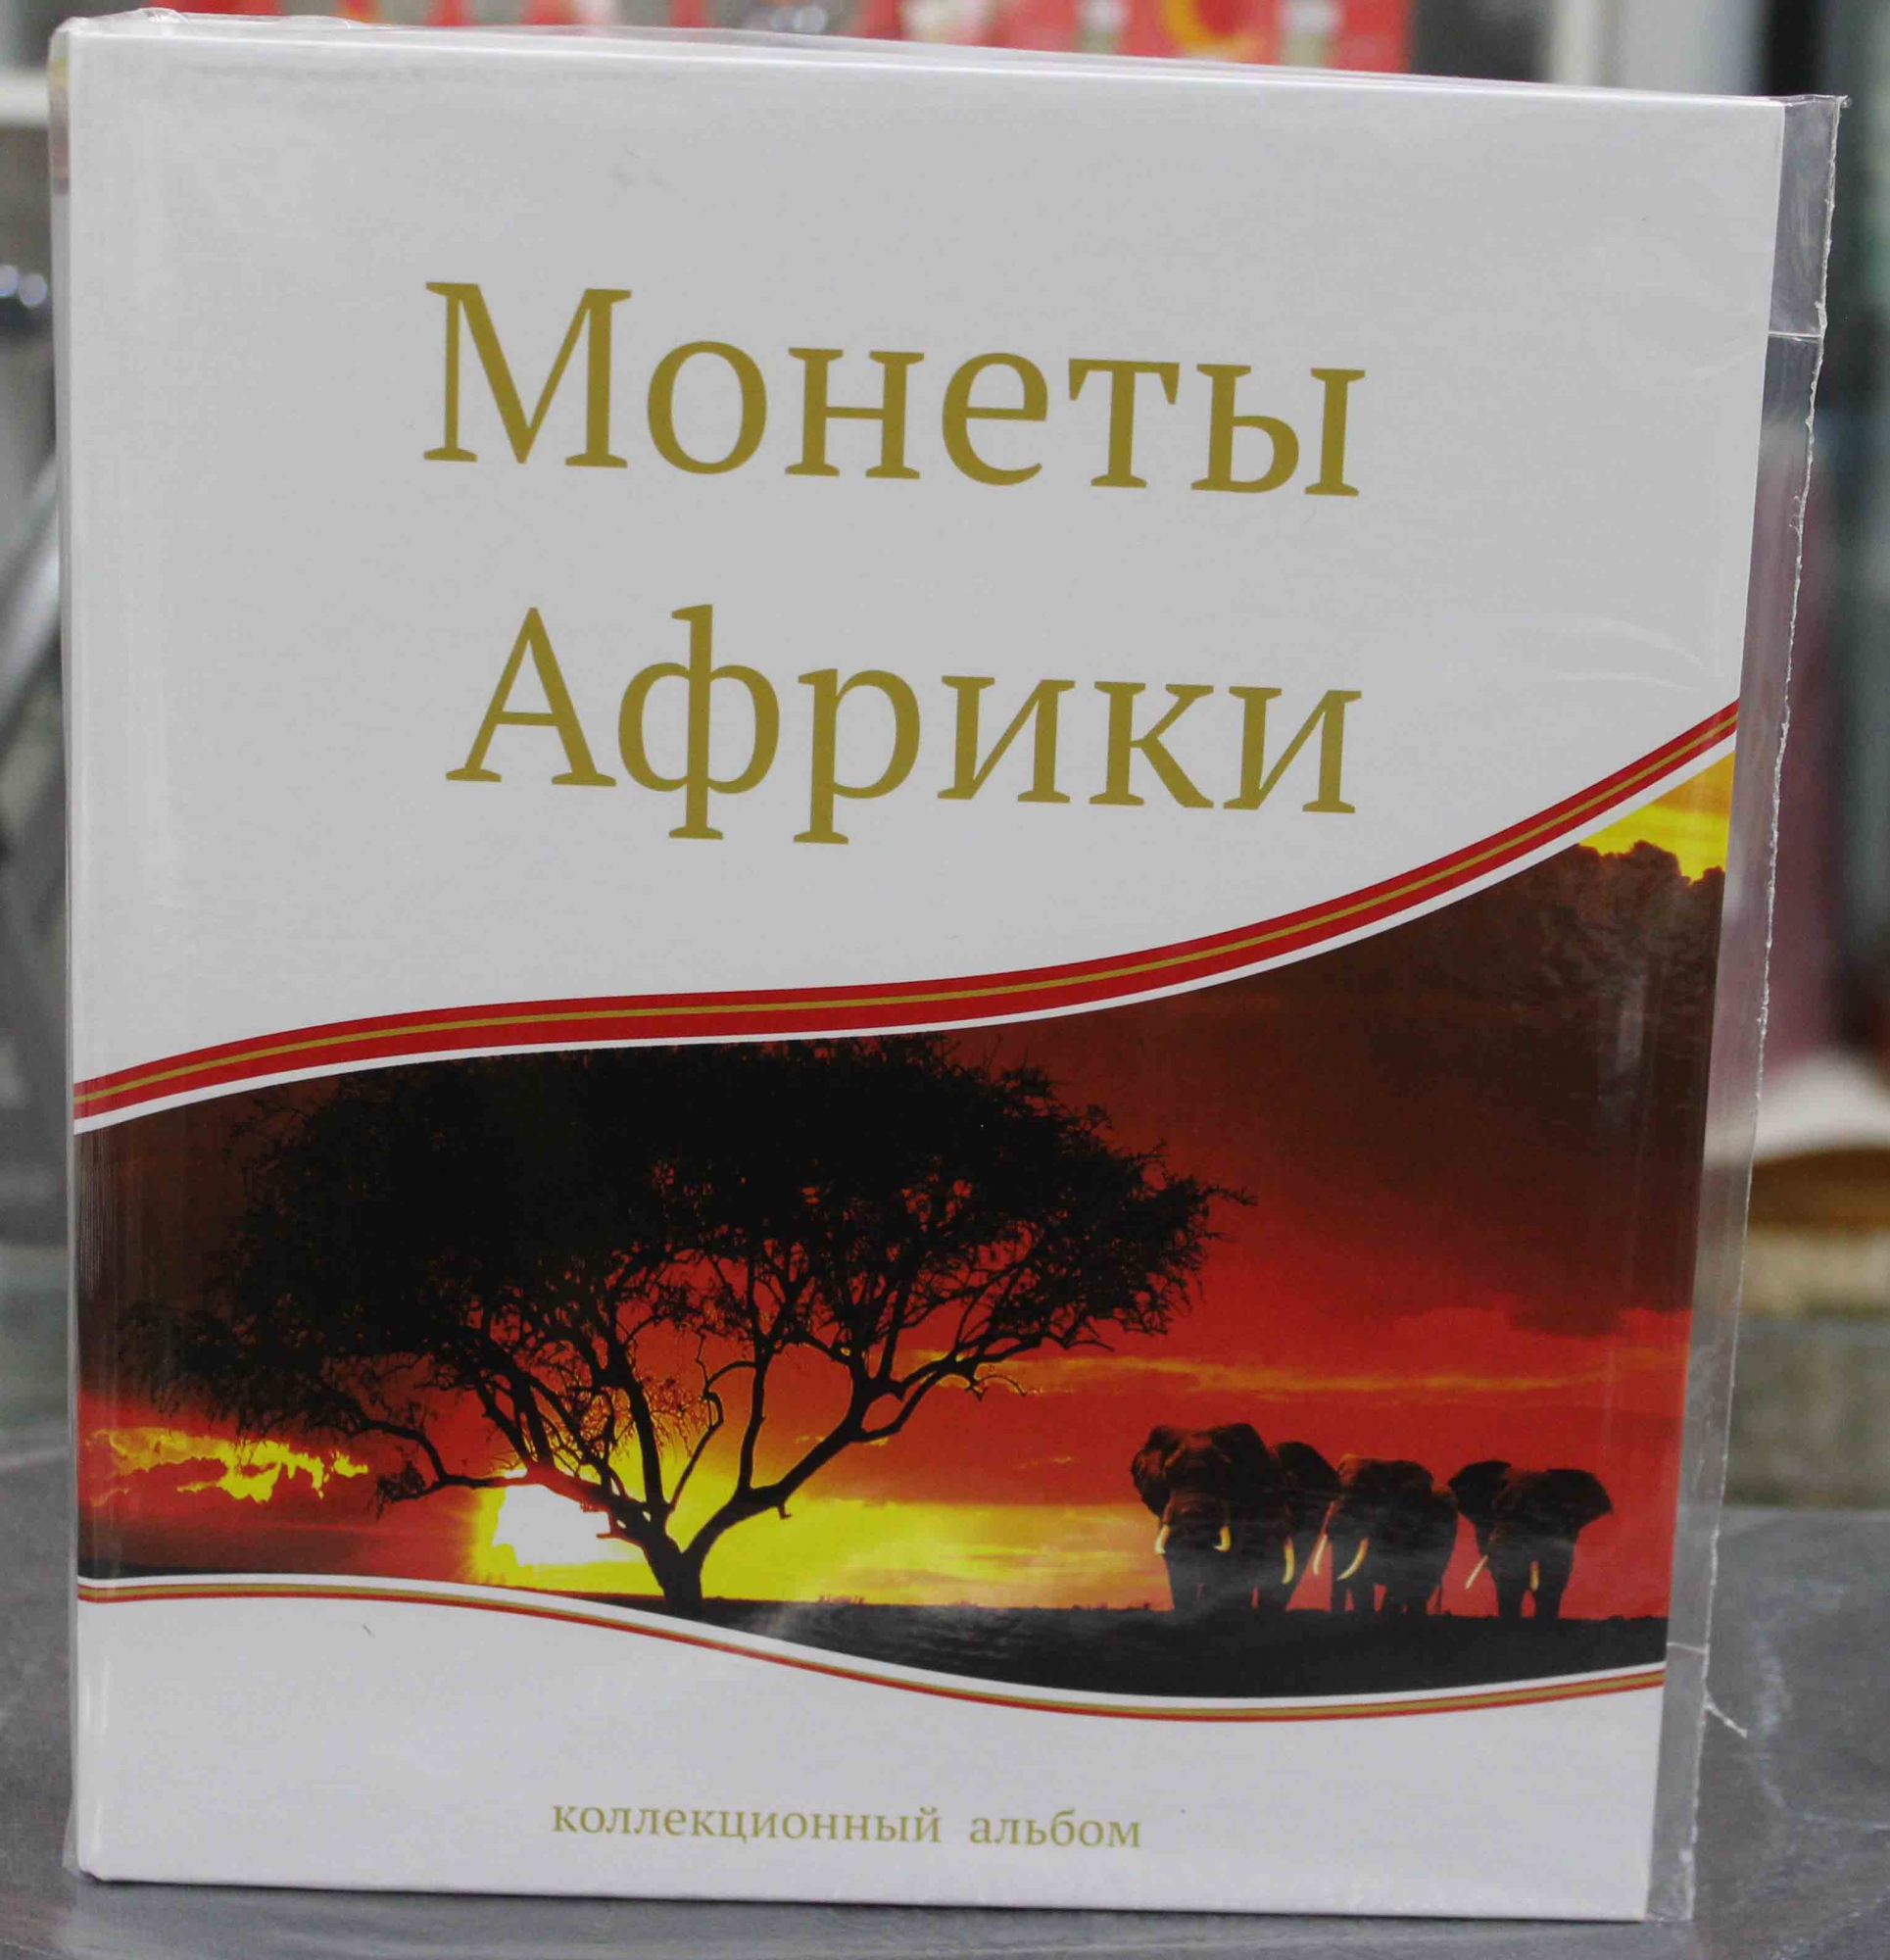 Монеты
Африки
коллекционный альбом